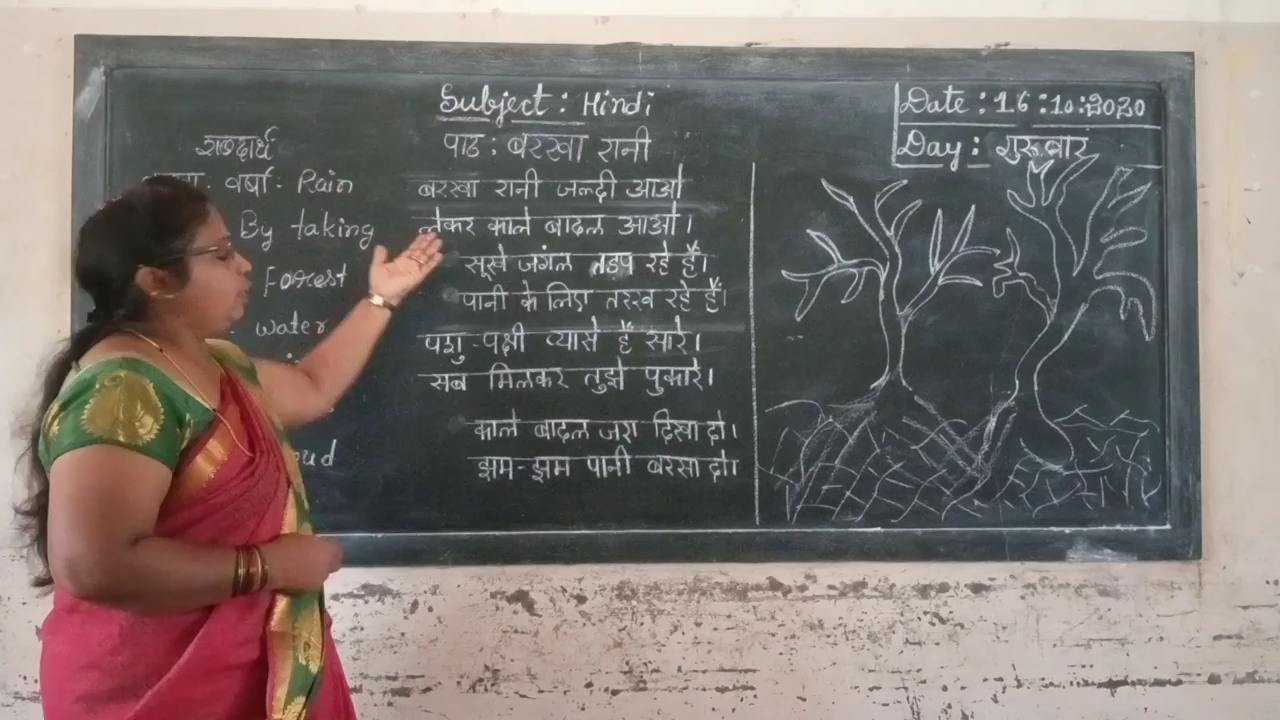 Subject : Hindi
पाठ : बरखा रानी
Date : 16 : 10 : 2020
Day : शुरूवार
शब्दार्थ
वर्षा - Rain
By taking
Forest
water
बरखा रानी जल्दी आओ
लेकर काले बादल आओ।
सूखे जंगल तड़प रहे हैं।
पानी के लिए तरस रहे हैं।
पशु-पक्षी प्यासे हैं सारे।
सब मिलकर तुझे पुकारे।
काले बादल जरा दिखा दो।
झम-झम पानी बरसा दो।